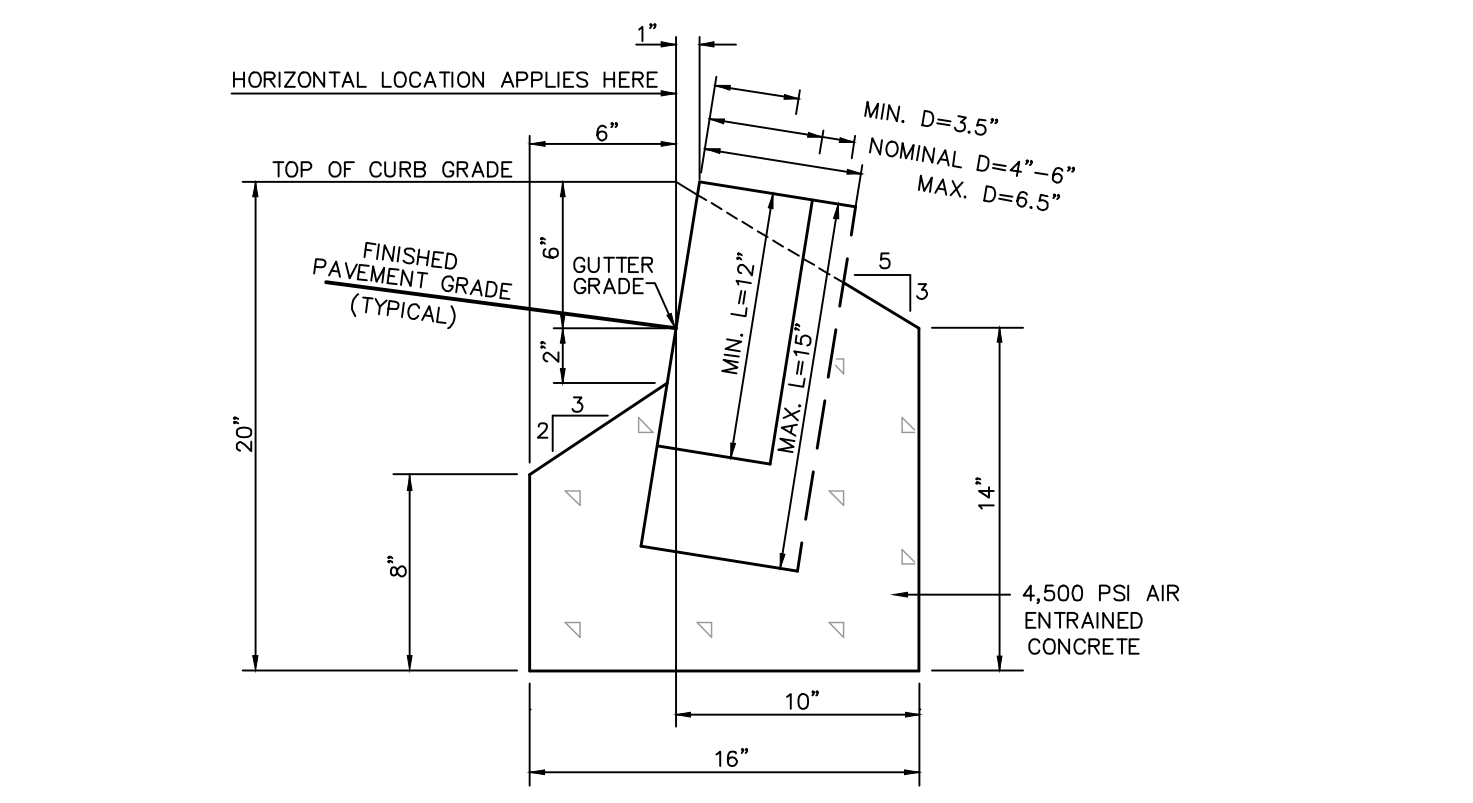 1”
HORIZONTAL LOCATION APPLIES HERE
MIN. D=3.5”
6”
NOMINAL D=4”-6”
TOP OF CURB GRADE
MAX. D=6.5”
6”
FINISHED
PAVEMENT GRADE
(TYPICAL)
GUTTER
GRADE
5
3
MIN. L=12”
MAX. L=15”
2”
3
2
20”
14”
8”
4,500 PSI AIR
ENTRAINED
CONCRETE
10”
16”